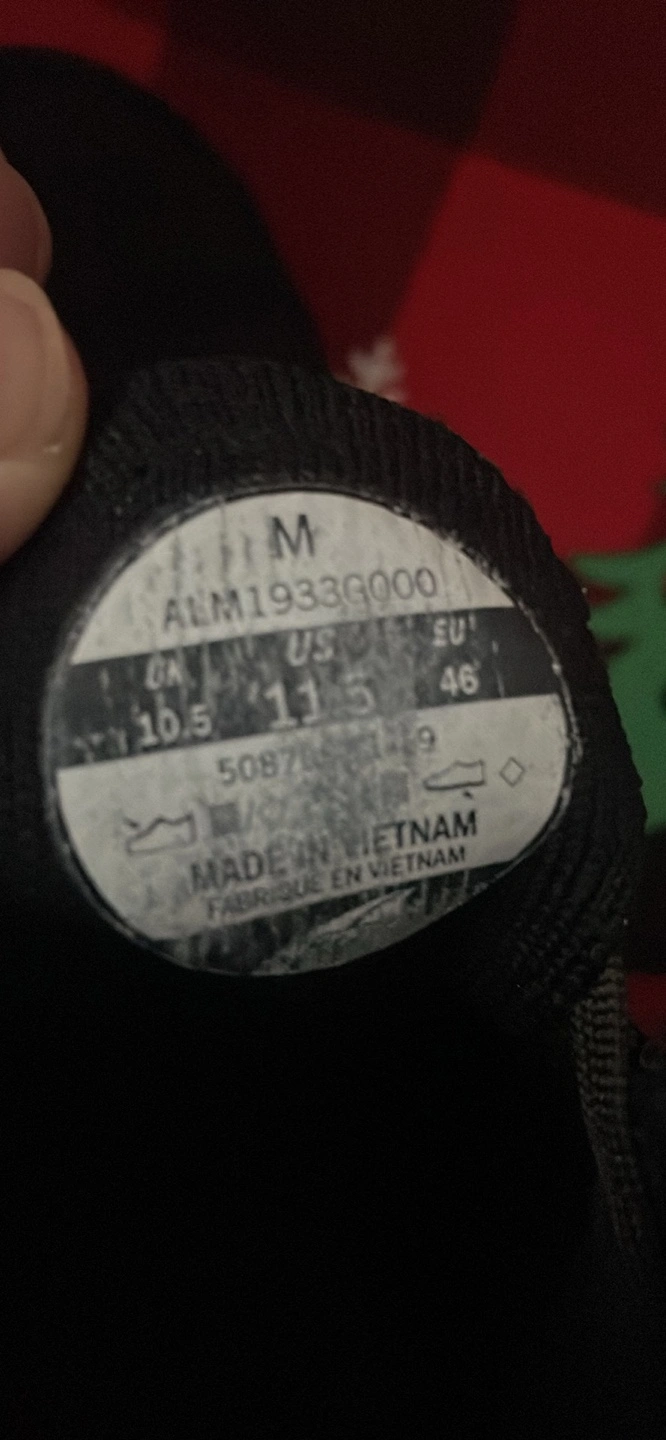 M
ALM1933G000
UK US EU
10.5 11.5 46
MADE IN VIETNAM
FABRIQUE EN VIETNAM